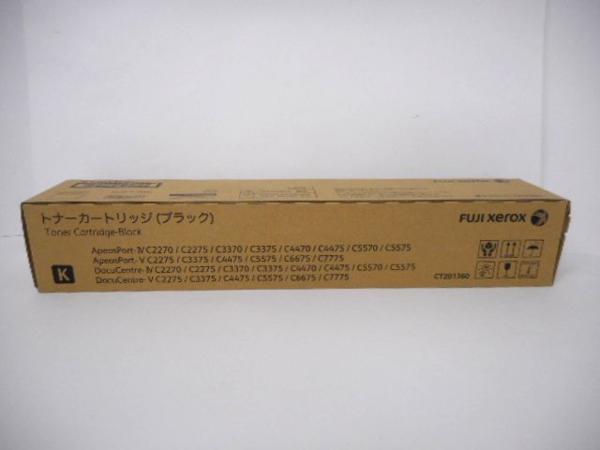 トナーカートリッジ(ブラック)
Toner Cartridge-Black
FUJI XEROX
ApeosPort-IV C2270 / C2275 / C3370 / C3375 / C4470 / C4475 / C5570 / C5575
ApeosPort-V C2275 / C3375 / C4475 / C5575 / C6675 / C7775
DocuCentre-IV C2270 / C2275 / C3370 / C3375 / C4470 / C4475 / C5570 / C5575
DocuCentre-V C2275 / C3375 / C4475 / C5575 / C6675 / C7775
K
CT201360